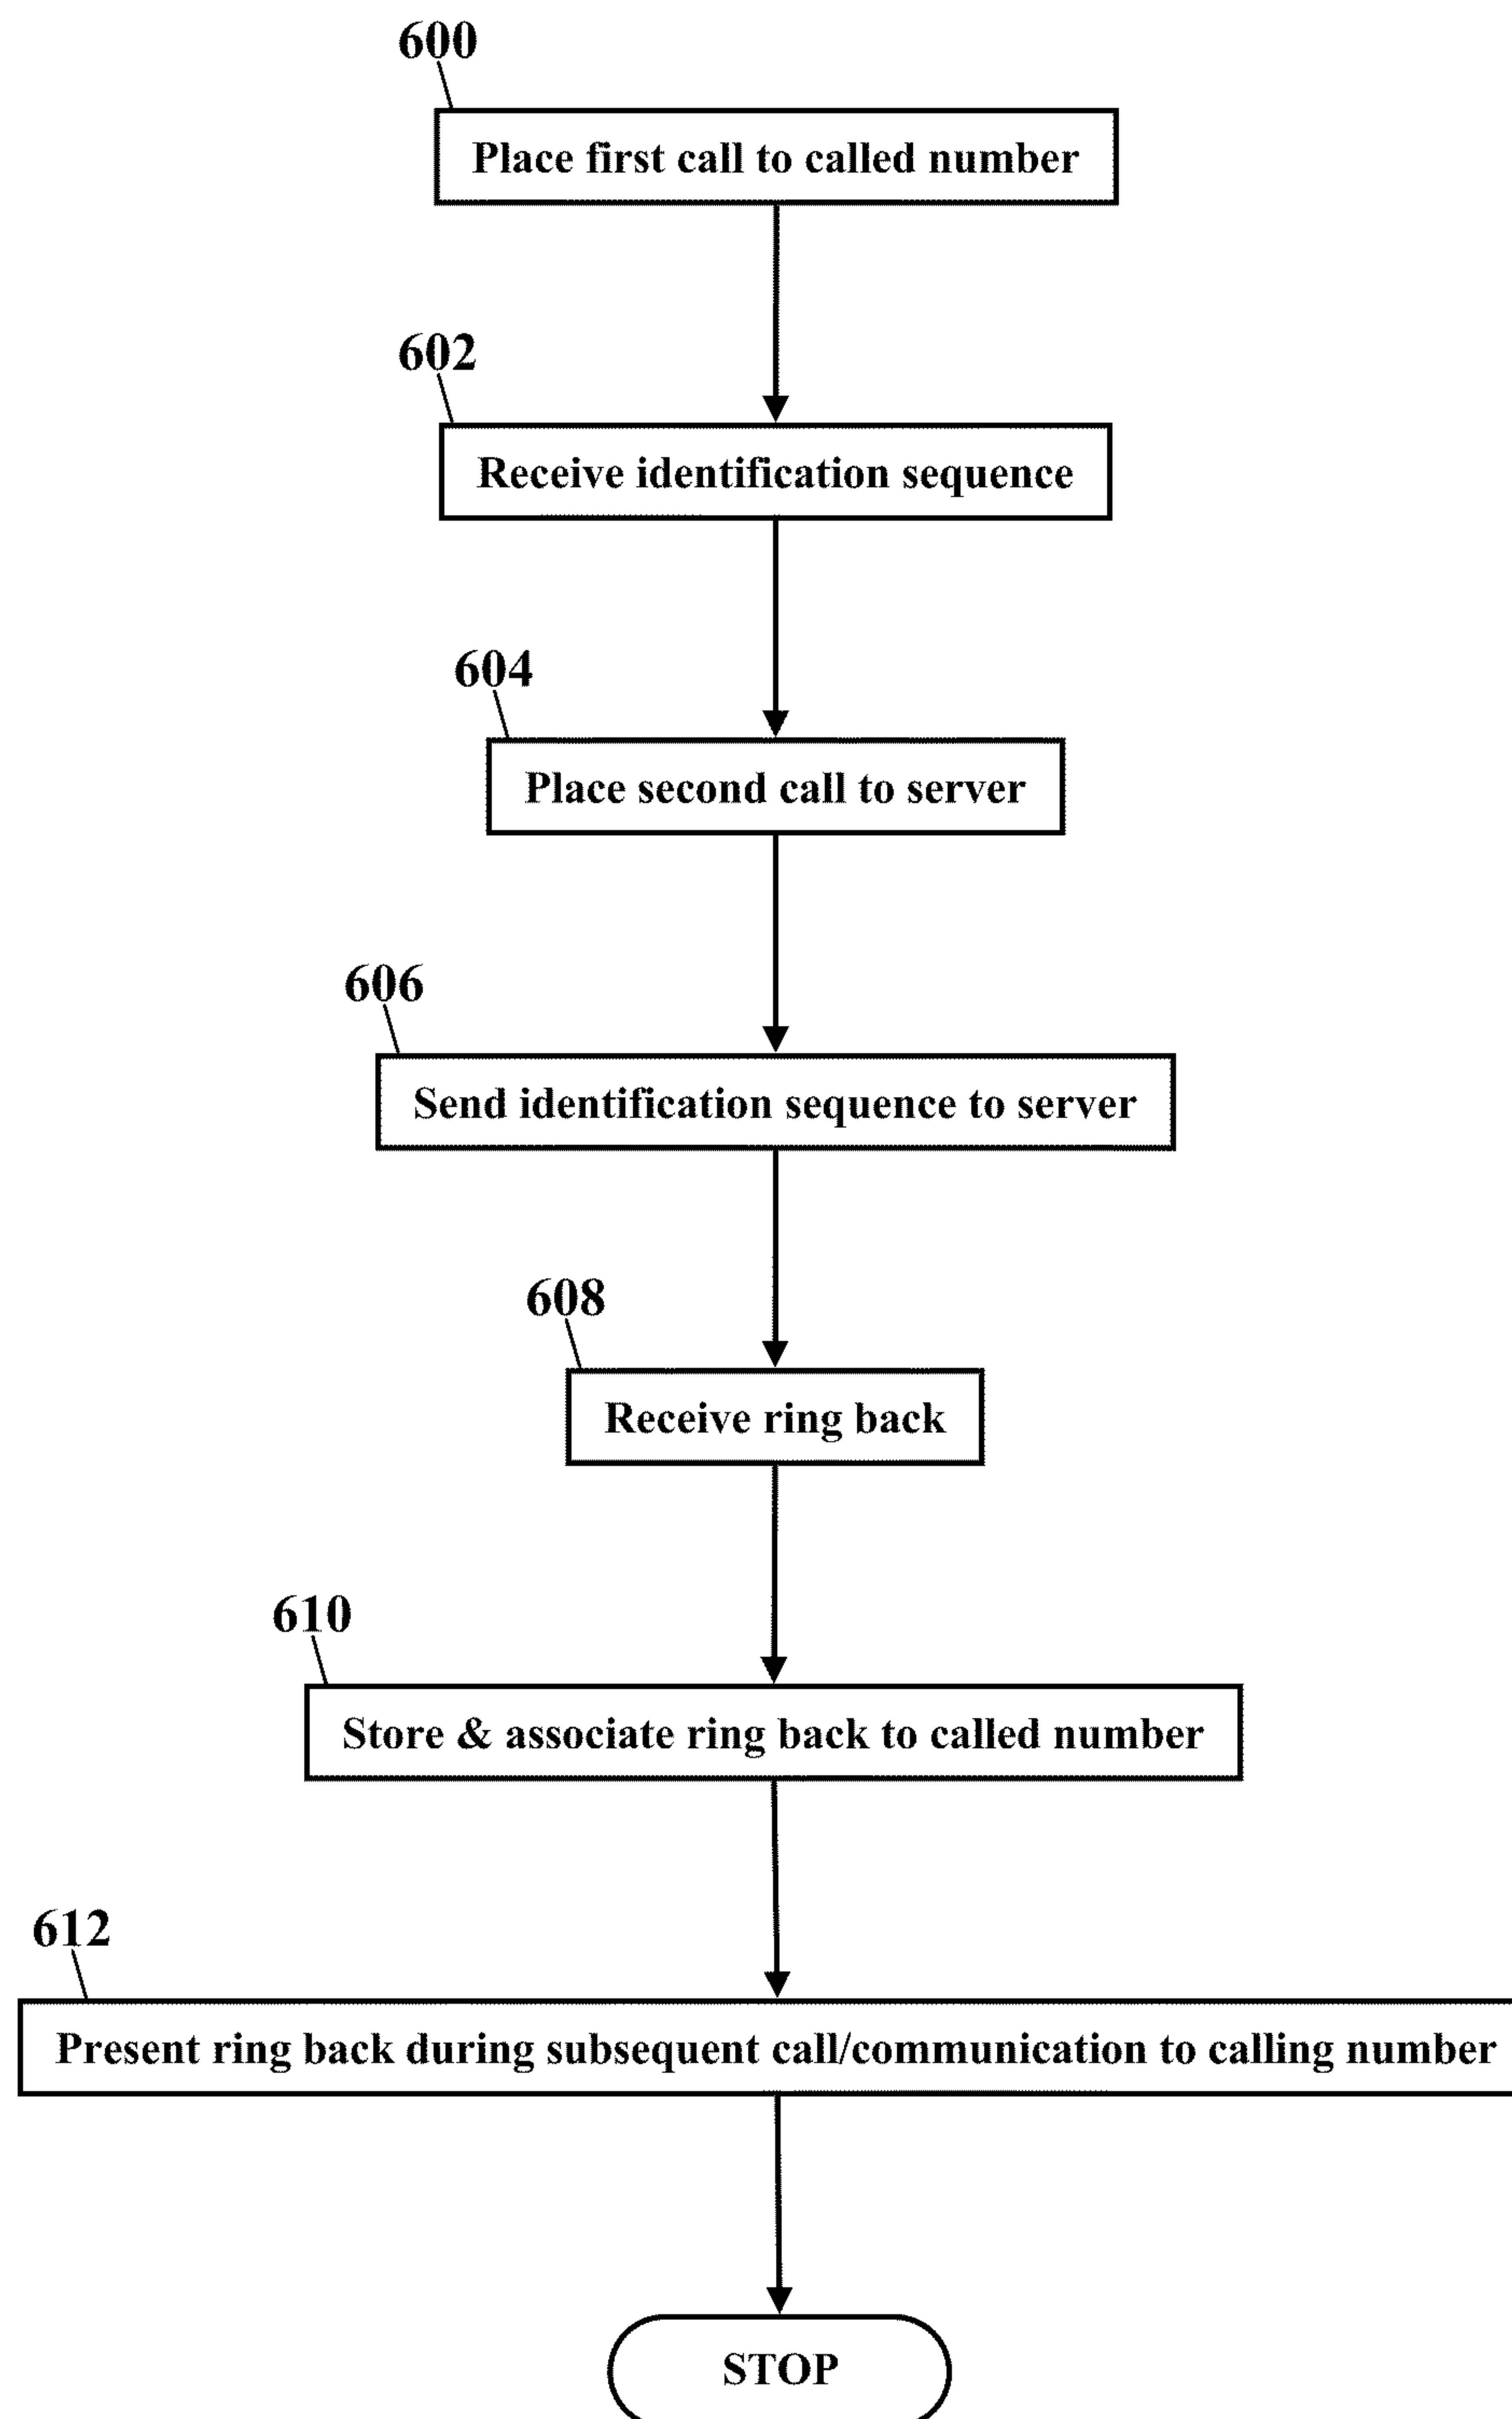 600
Place first call to called number
602
Receive identification sequence
604
Place second call to server
606
Send identification sequence to server
608
Receive ring back
610
Store & associate ring back to called number
612
Present ring back during subsequent call/communication to calling number
STOP